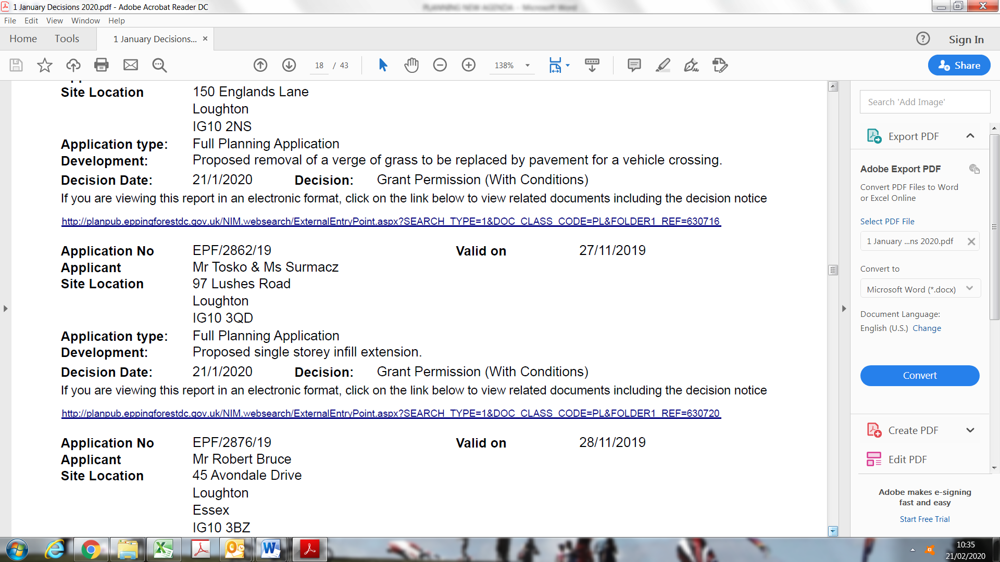 1 January Decisions 2020.pdf - Adobe Acrobat Reader DC
PLANNING NEW AGENDA - Microsoft Word
File Edit View Window Help
Home Tools 1 January Decisions... × Sign In
18 / 43 138% Share
Site Location 150 Englands Lane
Loughton
IG10 2NS
Application type: Full Planning Application
Development: Proposed removal of a verge of grass to be replaced by pavement for a vehicle crossing.
Decision Date: 21/1/2020 Decision: Grant Permission (With Conditions)
If you are viewing this report in an electronic format, click on the link below to view related documents including the decision notice
http://planpub.eppingforestdc.gov.uk/NIM.websearch/ExternalEntryPoint.aspx?SEARCH_TYPE=1&DOC_CLASS_CODE=PL&FOLDER1_REF=630716
Application No EPF/2862/19 Valid on 27/11/2019
Applicant Mr Tosko & Ms Surmacz
Site Location 97 Lushes Road
Loughton
IG10 3QD
Application type: Full Planning Application
Development: Proposed single storey infill extension.
Decision Date: 21/1/2020 Decision: Grant Permission (With Conditions)
If you are viewing this report in an electronic format, click on the link below to view related documents including the decision notice
http://planpub.eppingforestdc.gov.uk/NIM.websearch/ExternalEntryPoint.aspx?SEARCH_TYPE=1&DOC_CLASS_CODE=PL&FOLDER1_REF=630720
Application No EPF/2876/19 Valid on 28/11/2019
Applicant Mr Robert Bruce
Site Location 45 Avondale Drive
Loughton
Essex
IG10 3BZ
Search 'Add Image'
Export PDF
Adobe Export PDF
Convert PDF Files to Word
or Excel Online
Select PDF File
1 January ...ns 2020.pdf
Convert to
Microsoft Word (*.docx)
Document Language:
English (U.S.) Change
Convert
Create PDF
Edit PDF
Adobe makes e-signing
fast and easy
Start Free Trial
10:35
21/02/2020